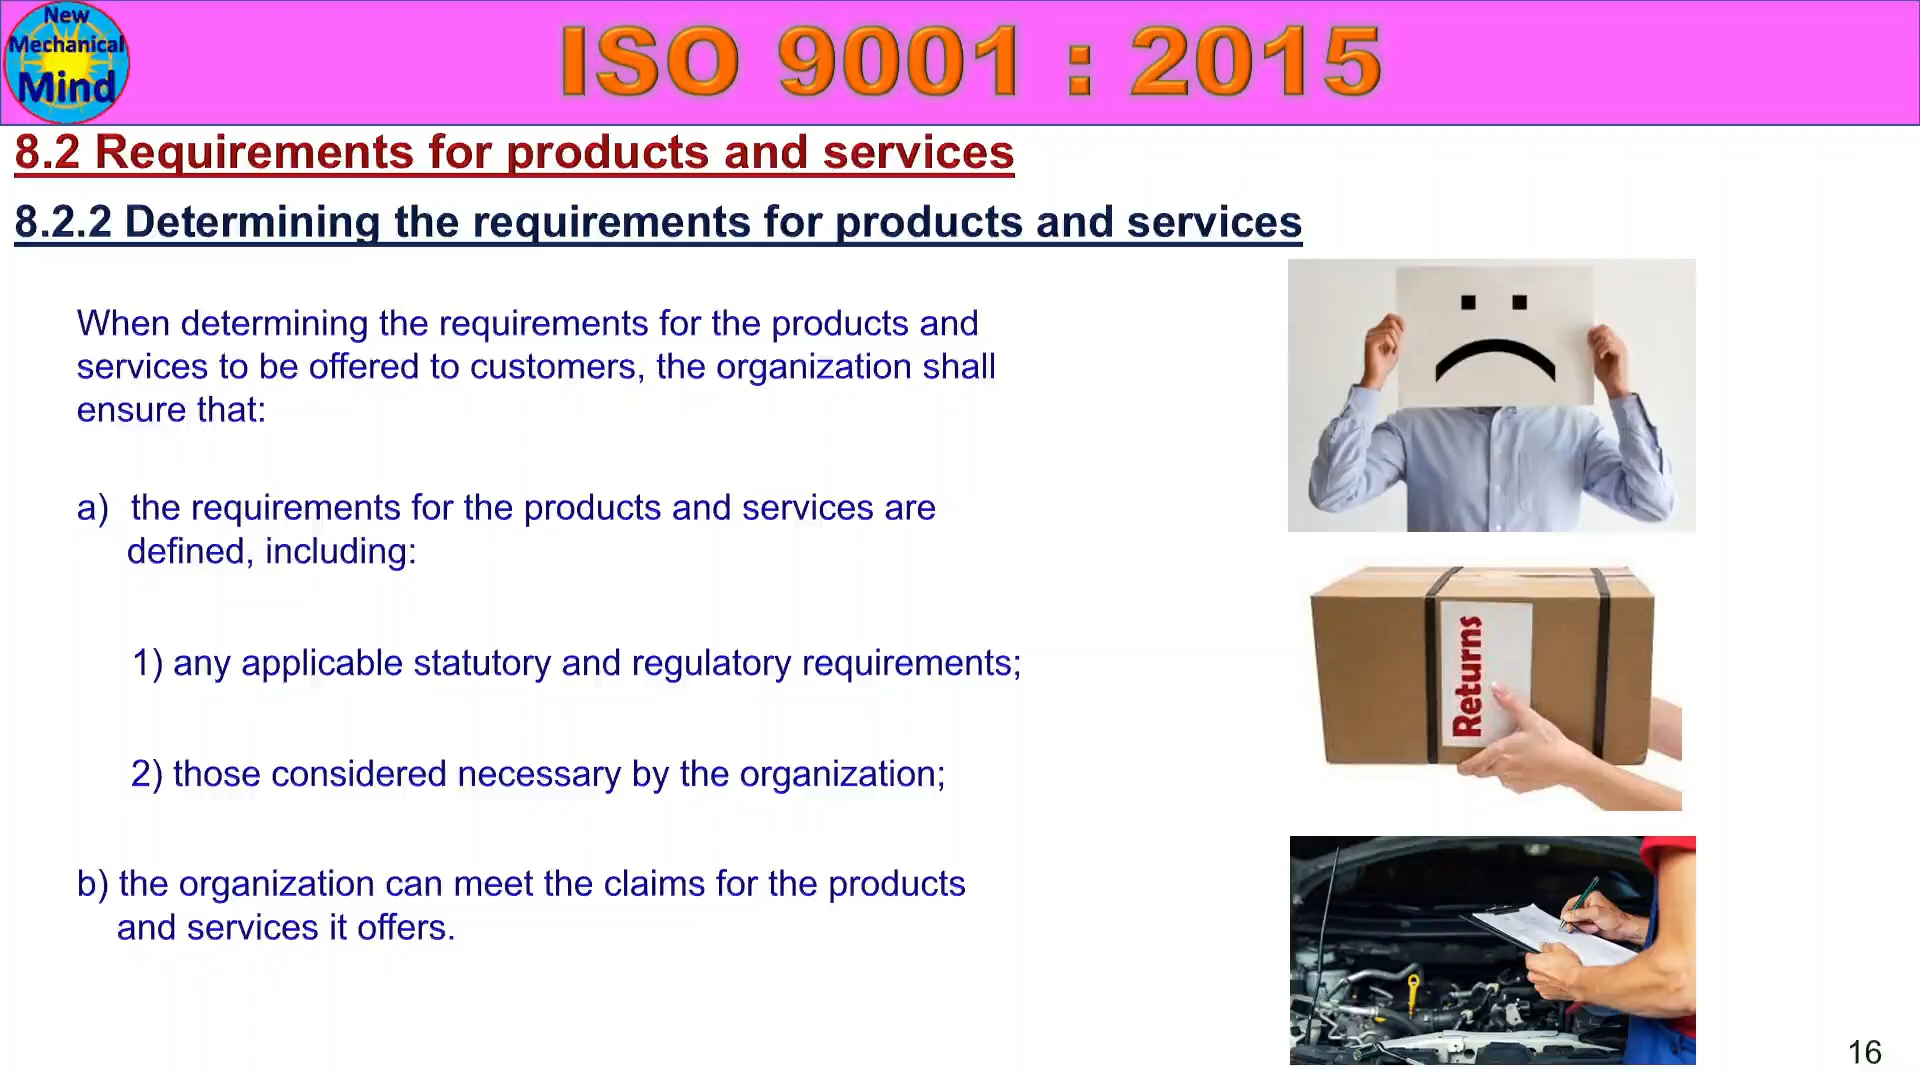 New
Mechanical
Mind
ISO 9001 : 2015
8.2 Requirements for products and services
8.2.2 Determining the requirements for products and services
When determining the requirements for the products and
services to be offered to customers, the organization shall
ensure that:
a) the requirements for the products and services are
defined, including:
1) any applicable statutory and regulatory requirements;
2) those considered necessary by the organization;
b) the organization can meet the claims for the products
and services it offers.
Returns
16